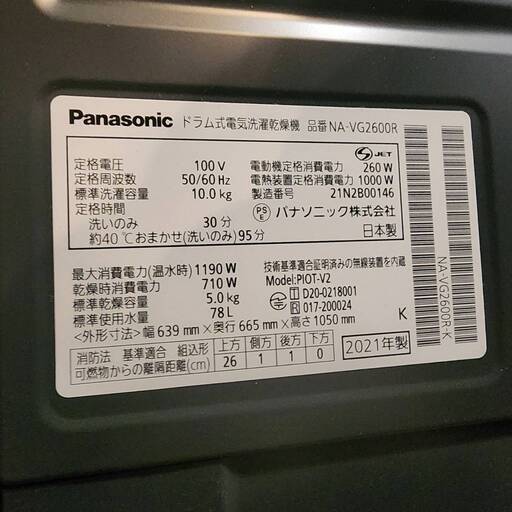 Panasonic ドラム式電気洗濯乾燥機 品番 NA-VG2600R
定格電圧 100 V
定格周波数 50/60 Hz
標準洗濯容量 10.0 kg
定格時間
洗いのみ 30 分
約40℃おまかせ(洗いのみ) 95分
S JET
電動機定格消費電力 260 W
電熱装置定格消費電力 1000 W
製造番号 21N2B00146
PSE パナソニック株式会社
日本製
最大消費電力(温水時) 1190 W
乾燥時消費電力 710 W
標準乾燥容量 5.0 kg
標準使用水量 78 L
<外形寸法> 幅 639 mm×奥行 665 mm×高さ 1050 mm
技術基準適合証明済みの無線装置を内蔵
Model:PIOT-V2
T D20-0218001
R 017-200024
K
消防法 基準適合 組込形
可燃物からの離隔距離(cm)
上方 側方 後方 下方
26 1 1 0
2021年製
NA-VG2600R-K